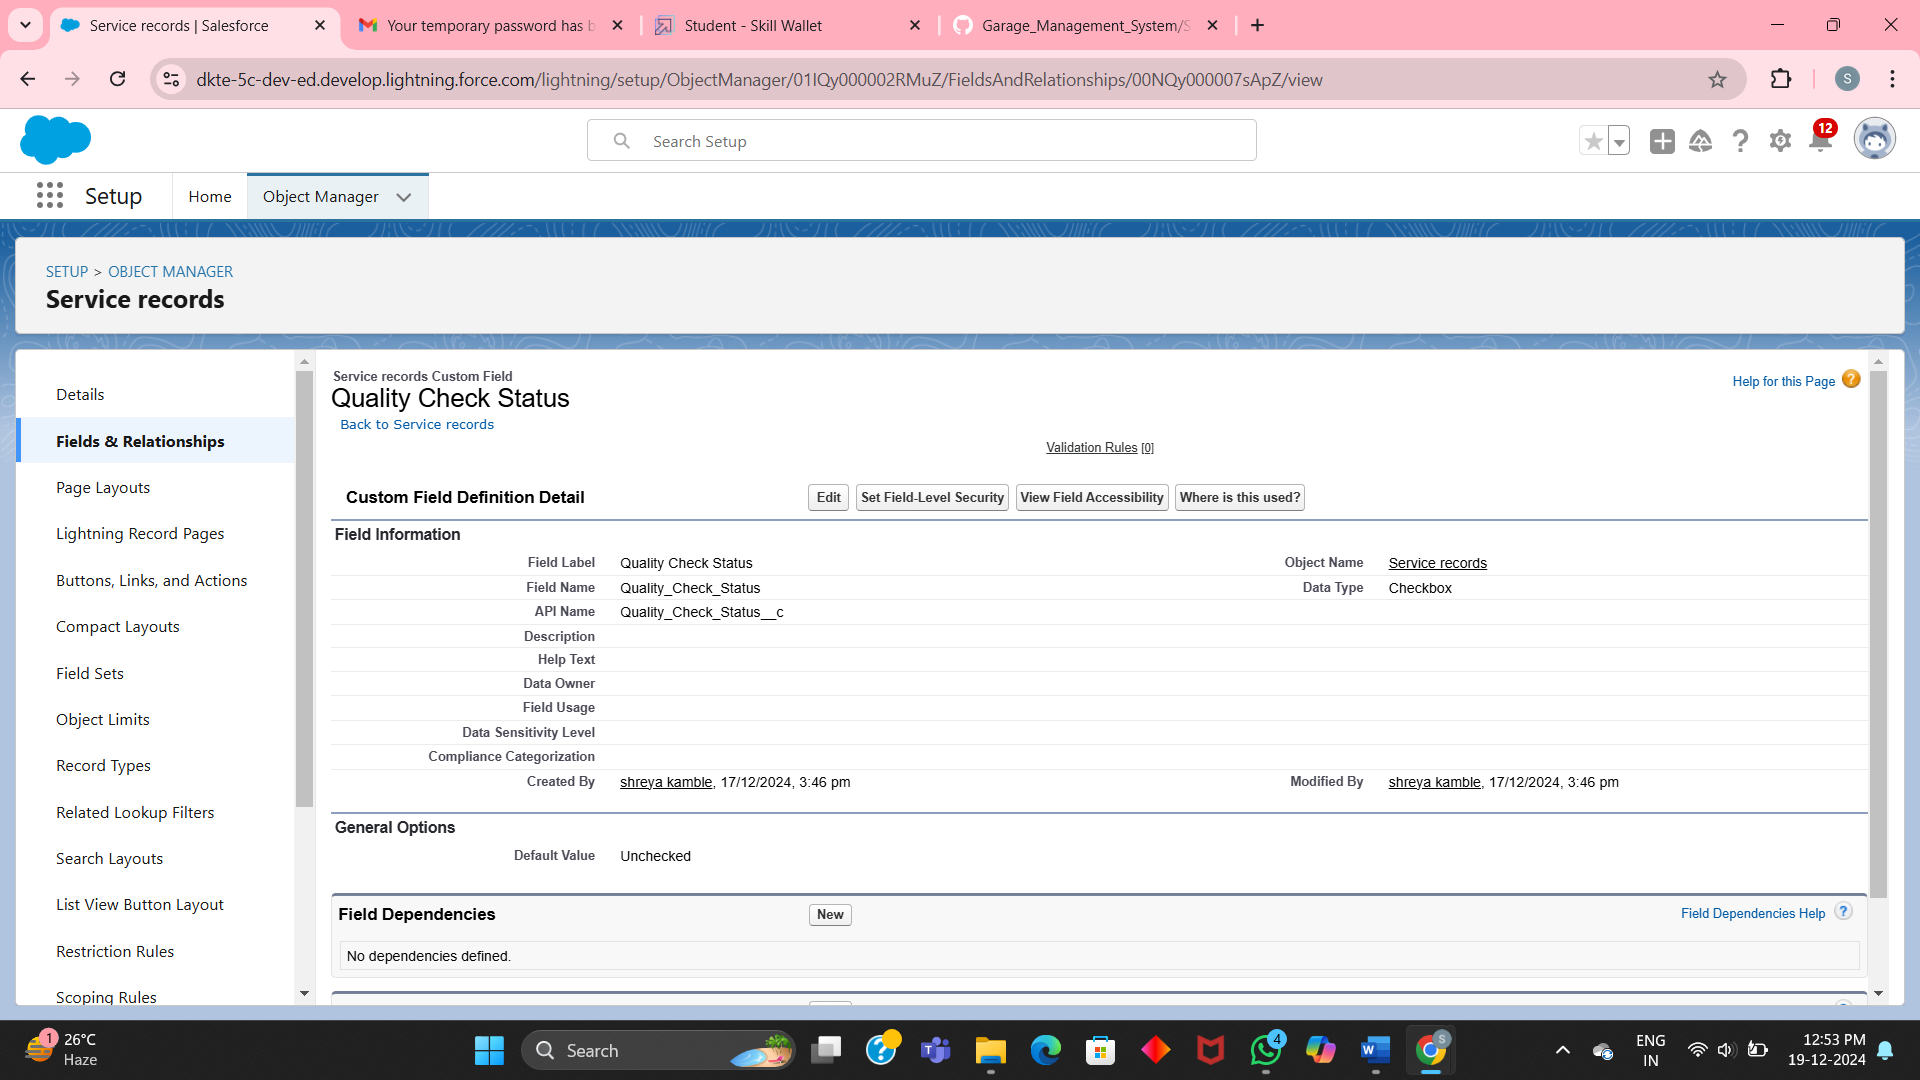 Service records | Salesforce
Your temporary password has b
Student - Skill Wallet
Garage_Management_System/S
dkte-5c-dev-ed.develop.lightning.force.com/lightning/setup/ObjectManager/01IQy000002RMuZ/FieldsAndRelationships/00NQy000007sApZ/view
S
Search Setup
12
Setup
Home
Object Manager
SETUP > OBJECT MANAGER
Service records
Details
Fields & Relationships
Page Layouts
Lightning Record Pages
Buttons, Links, and Actions
Compact Layouts
Field Sets
Object Limits
Record Types
Related Lookup Filters
Search Layouts
List View Button Layout
Restriction Rules
Scoping Rules
Service records Custom Field
Quality Check Status
Back to Service records
Help for this Page
Validation Rules [0]
Custom Field Definition Detail
Edit
Set Field-Level Security
View Field Accessibility
Where is this used?
Field Information
Field Label Quality Check Status Object Name Service records
Field Name Quality_Check_Status Data Type Checkbox
API Name Quality_Check_Status__c
Description
Help Text
Data Owner
Field Usage
Data Sensitivity Level
Compliance Categorization
Created By shreya kamble, 17/12/2024, 3:46 pm Modified By shreya kamble, 17/12/2024, 3:46 pm
General Options
Default Value Unchecked
Field Dependencies
New
Field Dependencies Help
No dependencies defined.
1
26°C
Haze
Search
4
S
ENG
IN
12:53 PM
19-12-2024